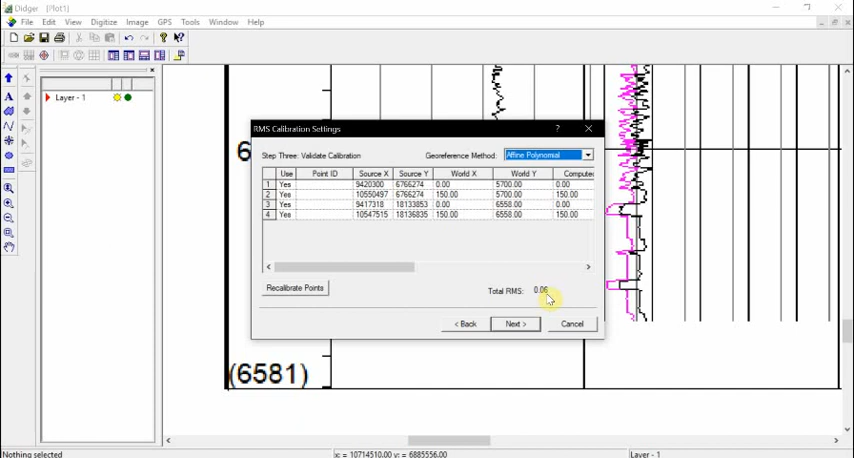 Didger - [Plot1]
File Edit View Digitize Image GPS Tools Window Help
Layer - 1
RMS Calibration Settings
Step Three: Validate Calibration Georeference Method: Affine Polynomial
Use Point ID Source X Source Y World X World Y Computed
1 Yes 9420300 6766274 0.00 5700.00 0.00
2 Yes 10550497 6766274 150.00 5700.00 150.00
3 Yes 9417318 18133853 0.00 6558.00 0.00
4 Yes 10547515 18136835 150.00 6558.00 150.00
Recalibrate Points
Total RMS: 0.06
< Back Next > Cancel
6
(6581)
Nothing selected x: = 10714510.00 y: = 6885556.00 Layer - 1